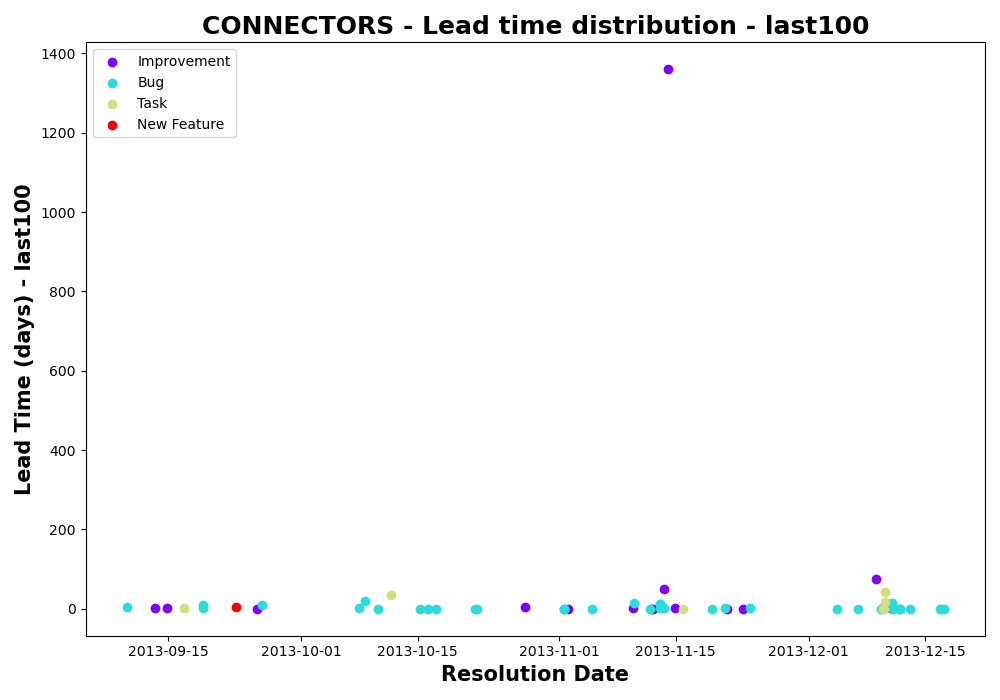 CONNECTORS - Lead time distribution - last100
Improvement
Bug
Task
New Feature
Lead Time (days) - last100
1400
1200
1000
800
600
400
200
0
2013-09-15
2013-10-01
2013-10-15
2013-11-01
2013-11-15
2013-12-01
2013-12-15
Resolution Date